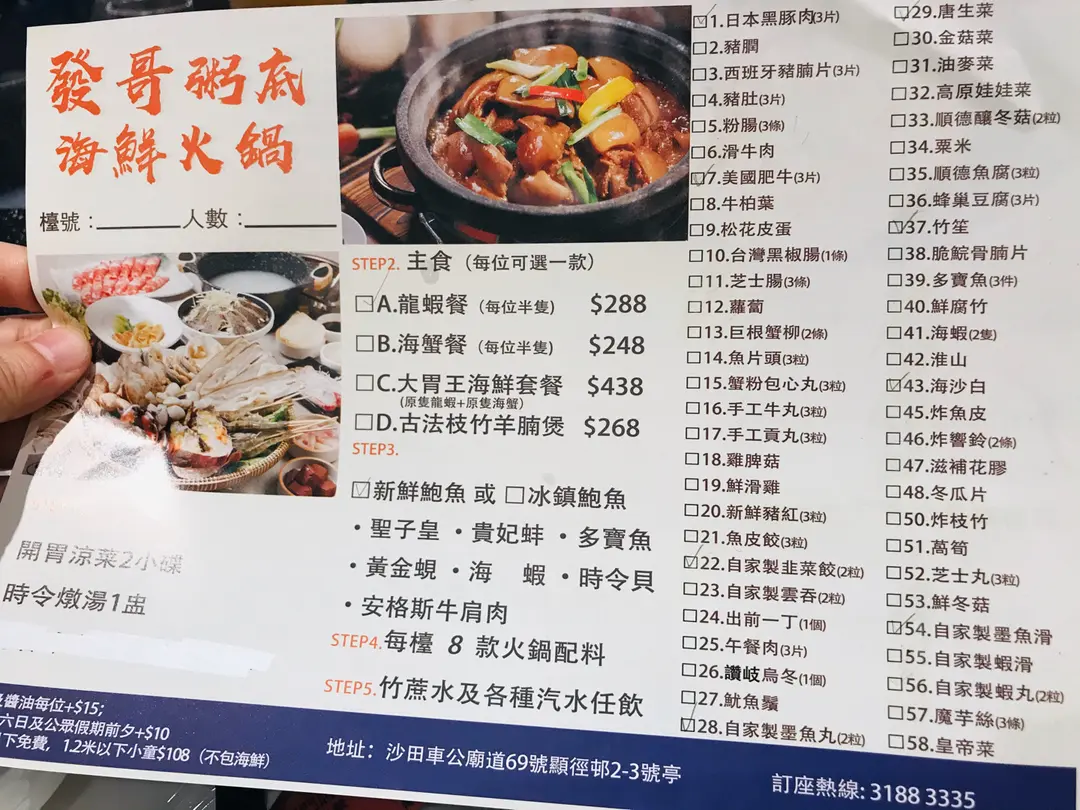 發哥粥底
海鮮火鍋
檯號：人數：
開胃涼菜2小碟
時令燉湯1盅
STEP2. 主食（每位可選一款）
A.龍蝦餐（每位半隻） $288
B.海蟹餐（每位半隻） $248
C.大胃王海鮮套餐 $438
(原隻龍蝦+原隻海蟹)
D.古法枝竹羊腩煲 $268
STEP3.
新鮮鮑魚 或 冰鎮鮑魚
・聖子皇・貴妃蚌・多寶魚
・黃金蜆・海 蝦・時令貝
・安格斯牛肩肉
STEP4.每檯 8 款火鍋配料
STEP5.竹蔗水及各種汽水任飲
1.日本黑豚肉(3片)
2.豬膶
3.西班牙豬腩片(3片)
4.豬肚(3片)
5.粉腸(3條)
6.滑牛肉
7.美國肥牛(3片)
8.牛柏葉
9.松花皮蛋
10.台灣黑椒腸(1條)
11.芝士腸(3條)
12.蘿蔔
13.巨根蟹柳(2條)
14.魚片頭(3粒)
15.蟹粉包心丸(3粒)
16.手工牛丸(3粒)
17.手工貢丸(3粒)
18.雞脾菇
19.鮮滑雞
20.新鮮豬紅(3粒)
21.魚皮餃(3粒)
22.自家製韮菜餃(2粒)
23.自家製雲吞(2粒)
24.出前一丁(1個)
25.午餐肉(3片)
26.讚岐烏冬(1個)
27.魷魚鬚
28.自家製墨魚丸(2粒)
29.唐生菜
30.金菇菜
31.油麥菜
32.高原娃娃菜
33.順德釀冬菇(2粒)
34.粟米
35.順德魚腐(3粒)
36.蜂巢豆腐(3片)
37.竹笙
38.脆豌骨腩片
39.多寶魚(3件)
40.鮮腐竹
41.海蝦(2隻)
42.淮山
43.海沙白
45.炸魚皮
46.炸響鈴(2條)
47.滋補花膠
48.冬瓜片
50.炸枝竹
51.萵筍
52.芝士丸(3粒)
53.鮮冬菇
54.自家製墨魚滑
55.自家製蝦滑
56.自家製蝦丸(2粒)
57.魔芋絲(3條)
58.皇帝菜
醬油每位+$15;
六日及公眾假期前夕+$10
下免費，1.2米以下小童$108（不包海鮮）
地址：沙田車公廟道69號顯徑邨2-3號亭
訂座熱線: 3188 3335